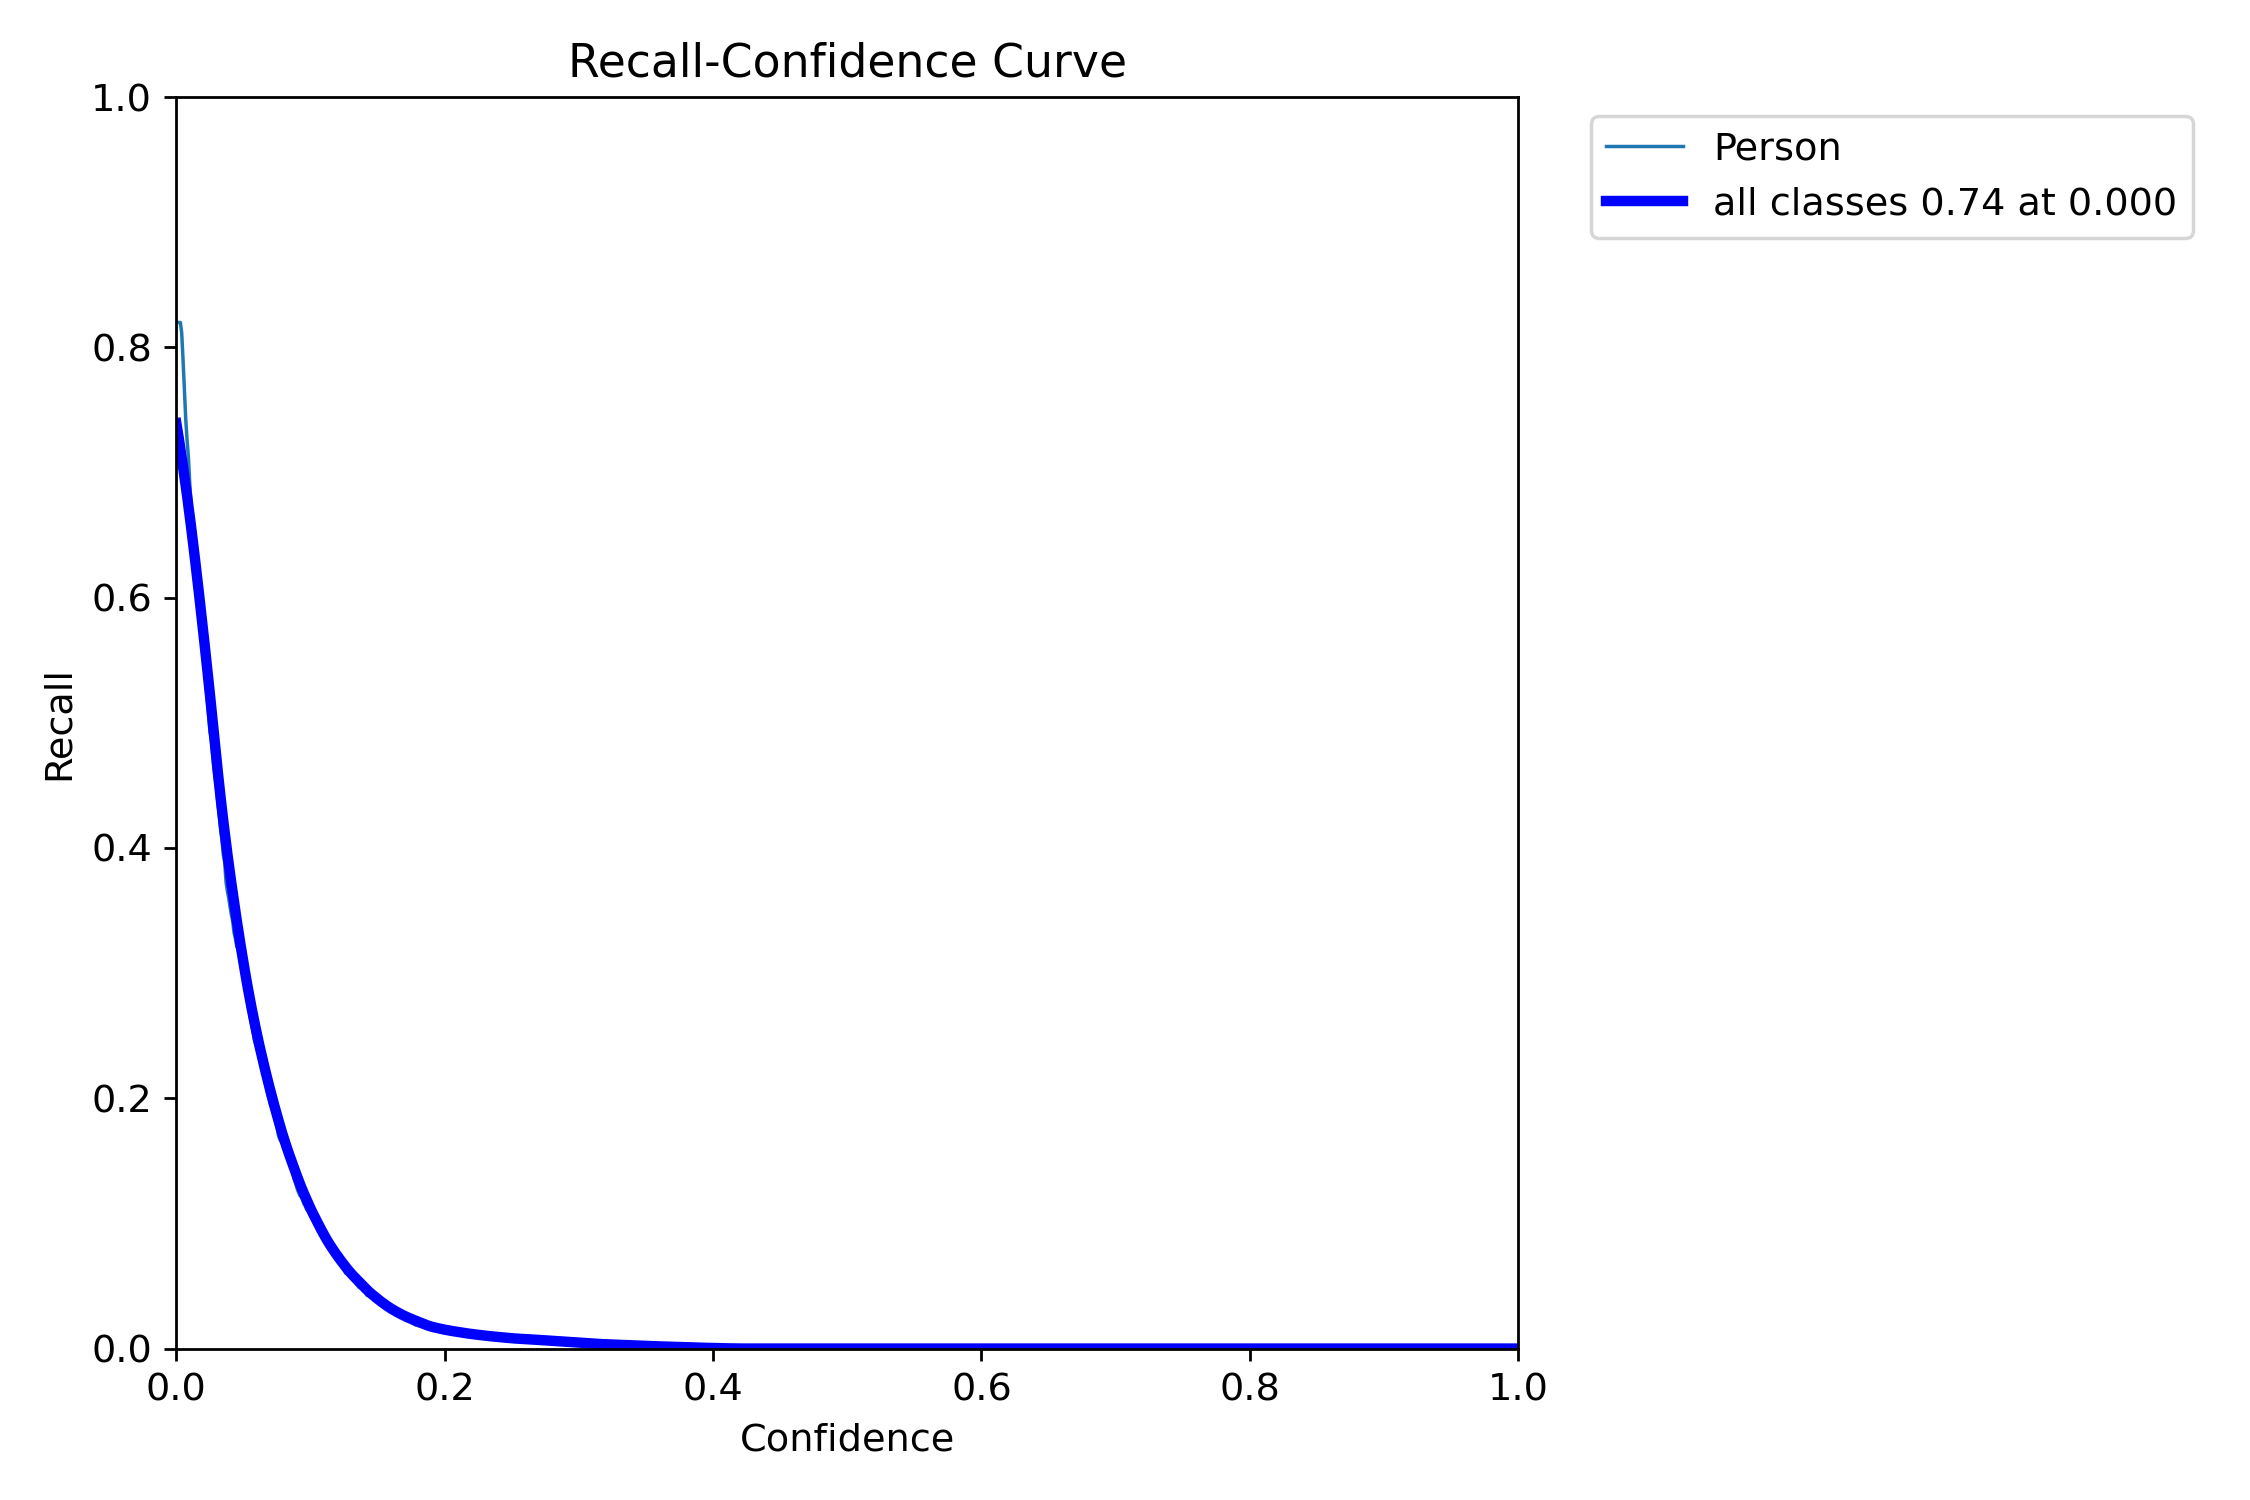 Recall-Confidence Curve
1.0
0.8
0.6
0.4
0.2
0.0
Recall
0.0 0.2 0.4 0.6 0.8 1.0
Confidence
Person
all classes 0.74 at 0.000